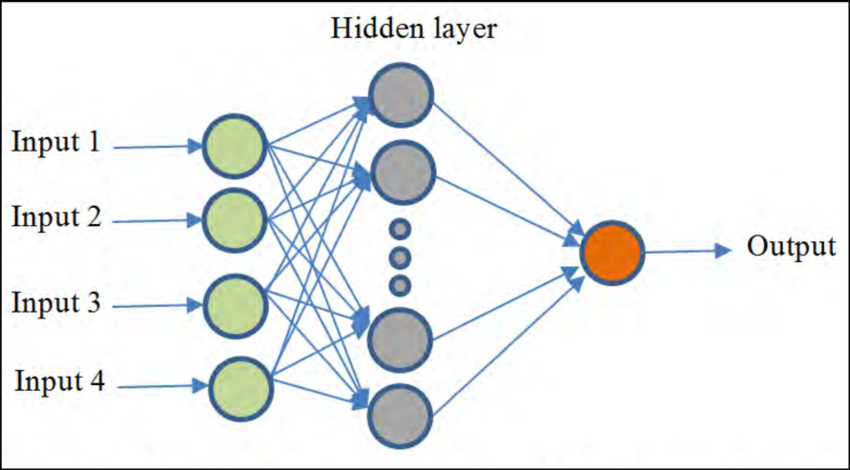 Hidden layer
Input 1
Input 2
Input 3
Input 4
Output